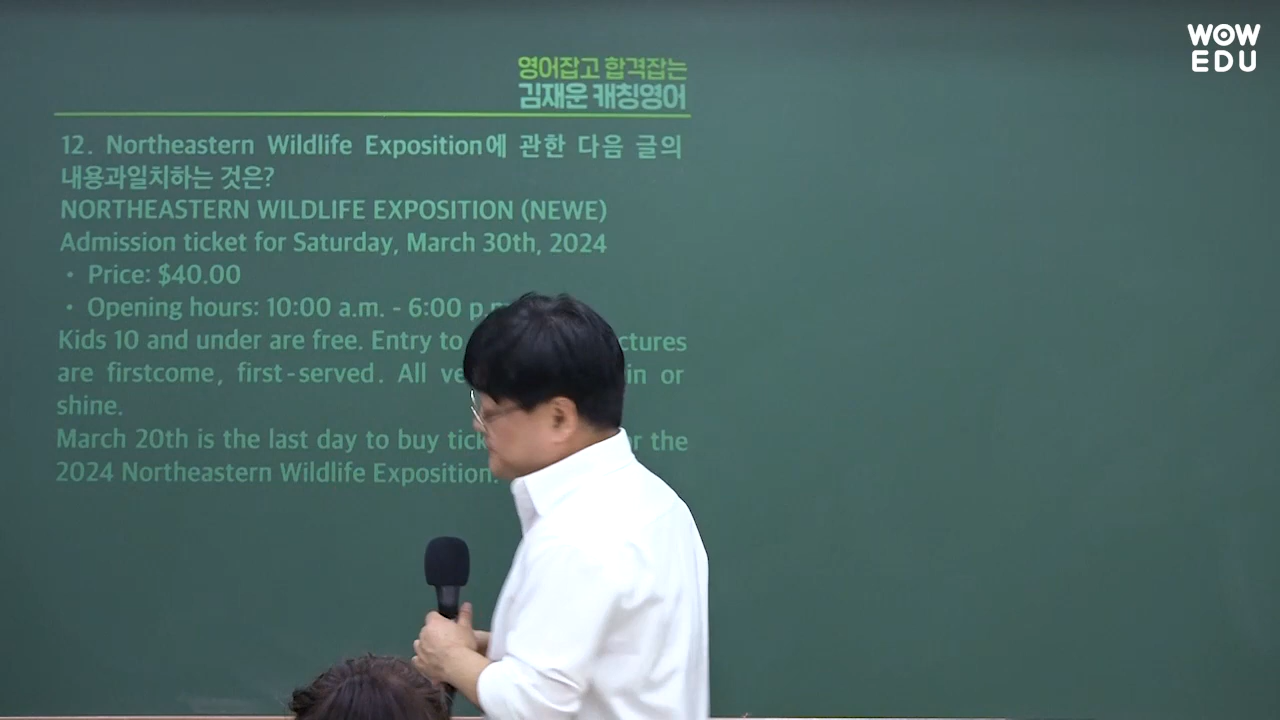 WOW
EDU
영어잡고 합격잡는
김재운 캐칭영어
12. Northeastern Wildlife Exposition에 관한 다음 글의
내용과일치하는 것은?
NORTHEASTERN WILDLIFE EXPOSITION (NEWE)
Admission ticket for Saturday, March 30th, 2024
• Price: $40.00
• Opening hours: 10:00 a.m. - 6:00
Kids 10 and under are free. Entry to
are firstcome, first-served. All in or
shine.
March 20th is the last day to buy the
2024 Northeastern Wildlife Exposition.